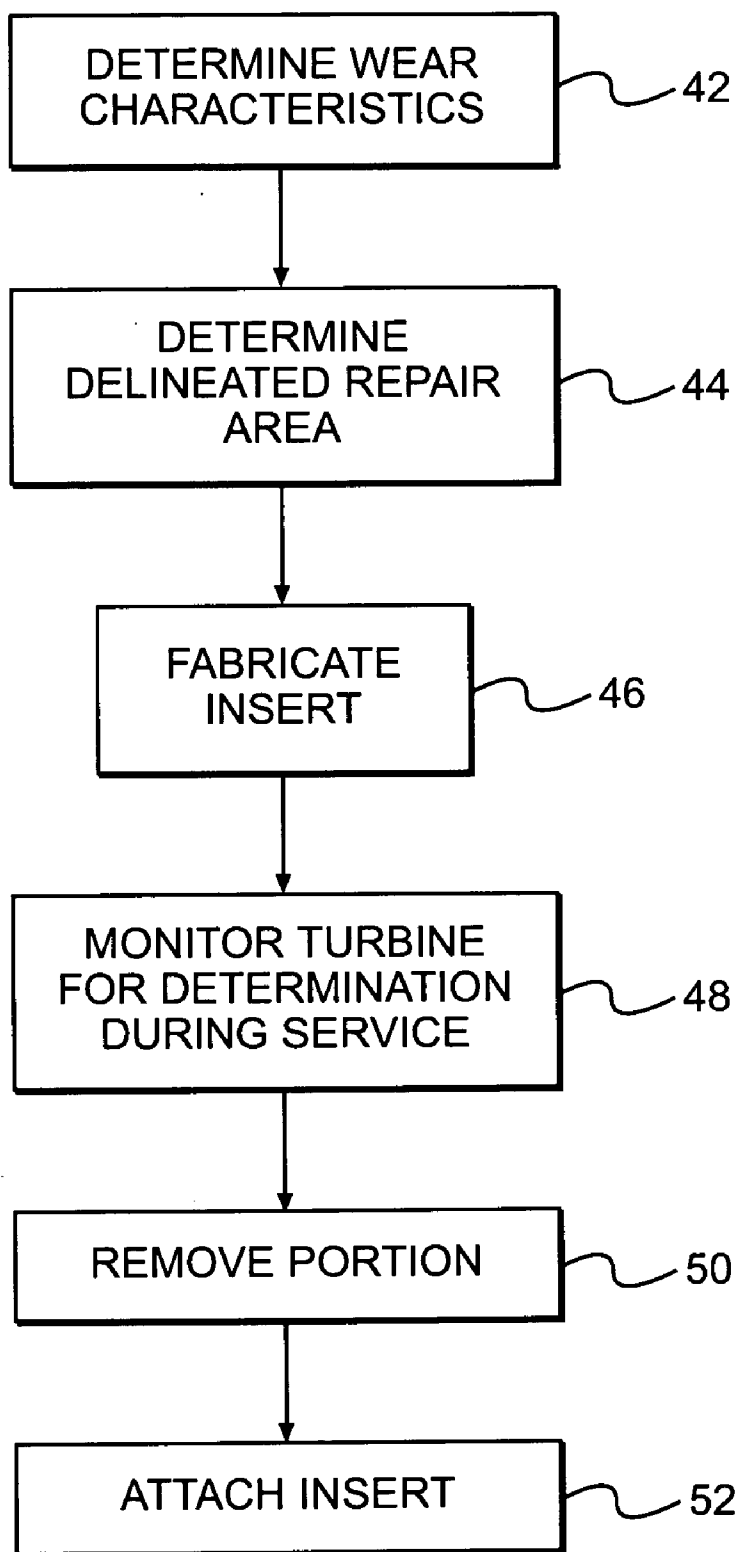 DETERMINE WEAR
CHARACTERISTICS
42
DETERMINE
DELINEATED REPAIR
AREA
44
FABRICATE
INSERT
46
MONITOR TURBINE
FOR DETERMINATION
DURING SERVICE
48
REMOVE PORTION
50
ATTACH INSERT
52